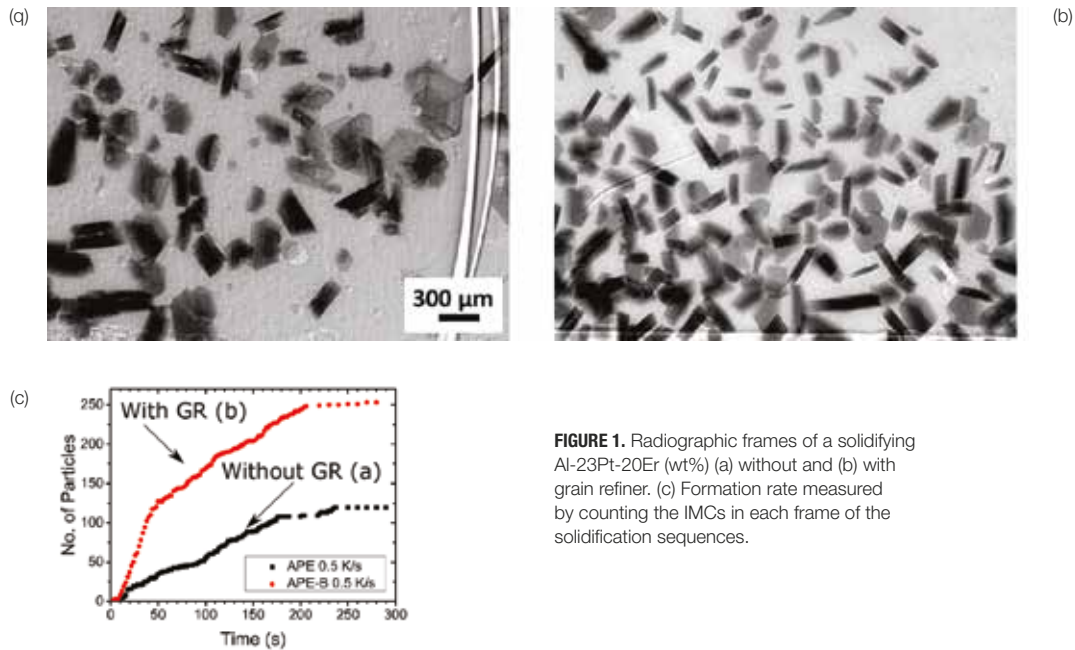 (q)
(b)
300 µm
(c)
With GR (b)
Without GR (a)
No. of Particles
250
200
150
100
50
0
APE 0.5 K/s
APE-B 0.5 K/s
0 50 100 150 200 250 300
Time (s)
FIGURE 1. Radiographic frames of a solidifying
Al-23Pt-20Er (wt%) (a) without and (b) with
grain refiner. (c) Formation rate measured
by counting the IMCs in each frame of the
solidification sequences.